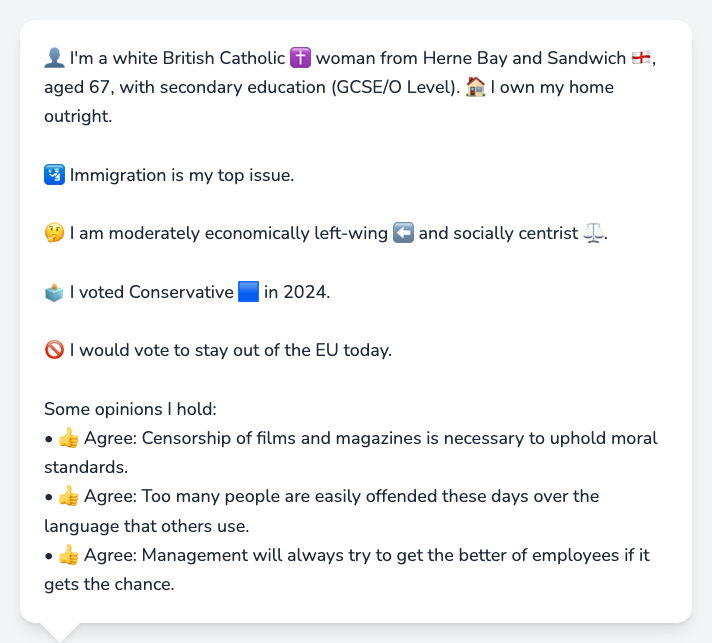 👤 I'm a white British Catholic ✝️ woman from Herne Bay and Sandwich 🏴󠁧󠁢󠁥󠁮󠁧󠁿,
aged 67, with secondary education (GCSE/O Level). 🏠 I own my home
outright.
🛂 Immigration is my top issue.
🤔 I am moderately economically left-wing ⬅️ and socially centrist ⚖️.
🗳️ I voted Conservative 🟦 in 2024.
🚫 I would vote to stay out of the EU today.
Some opinions I hold:
• 👍 Agree: Censorship of films and magazines is necessary to uphold moral
standards.
• 👍 Agree: Too many people are easily offended these days over the
language that others use.
• 👍 Agree: Management will always try to get the better of employees if it
gets the chance.